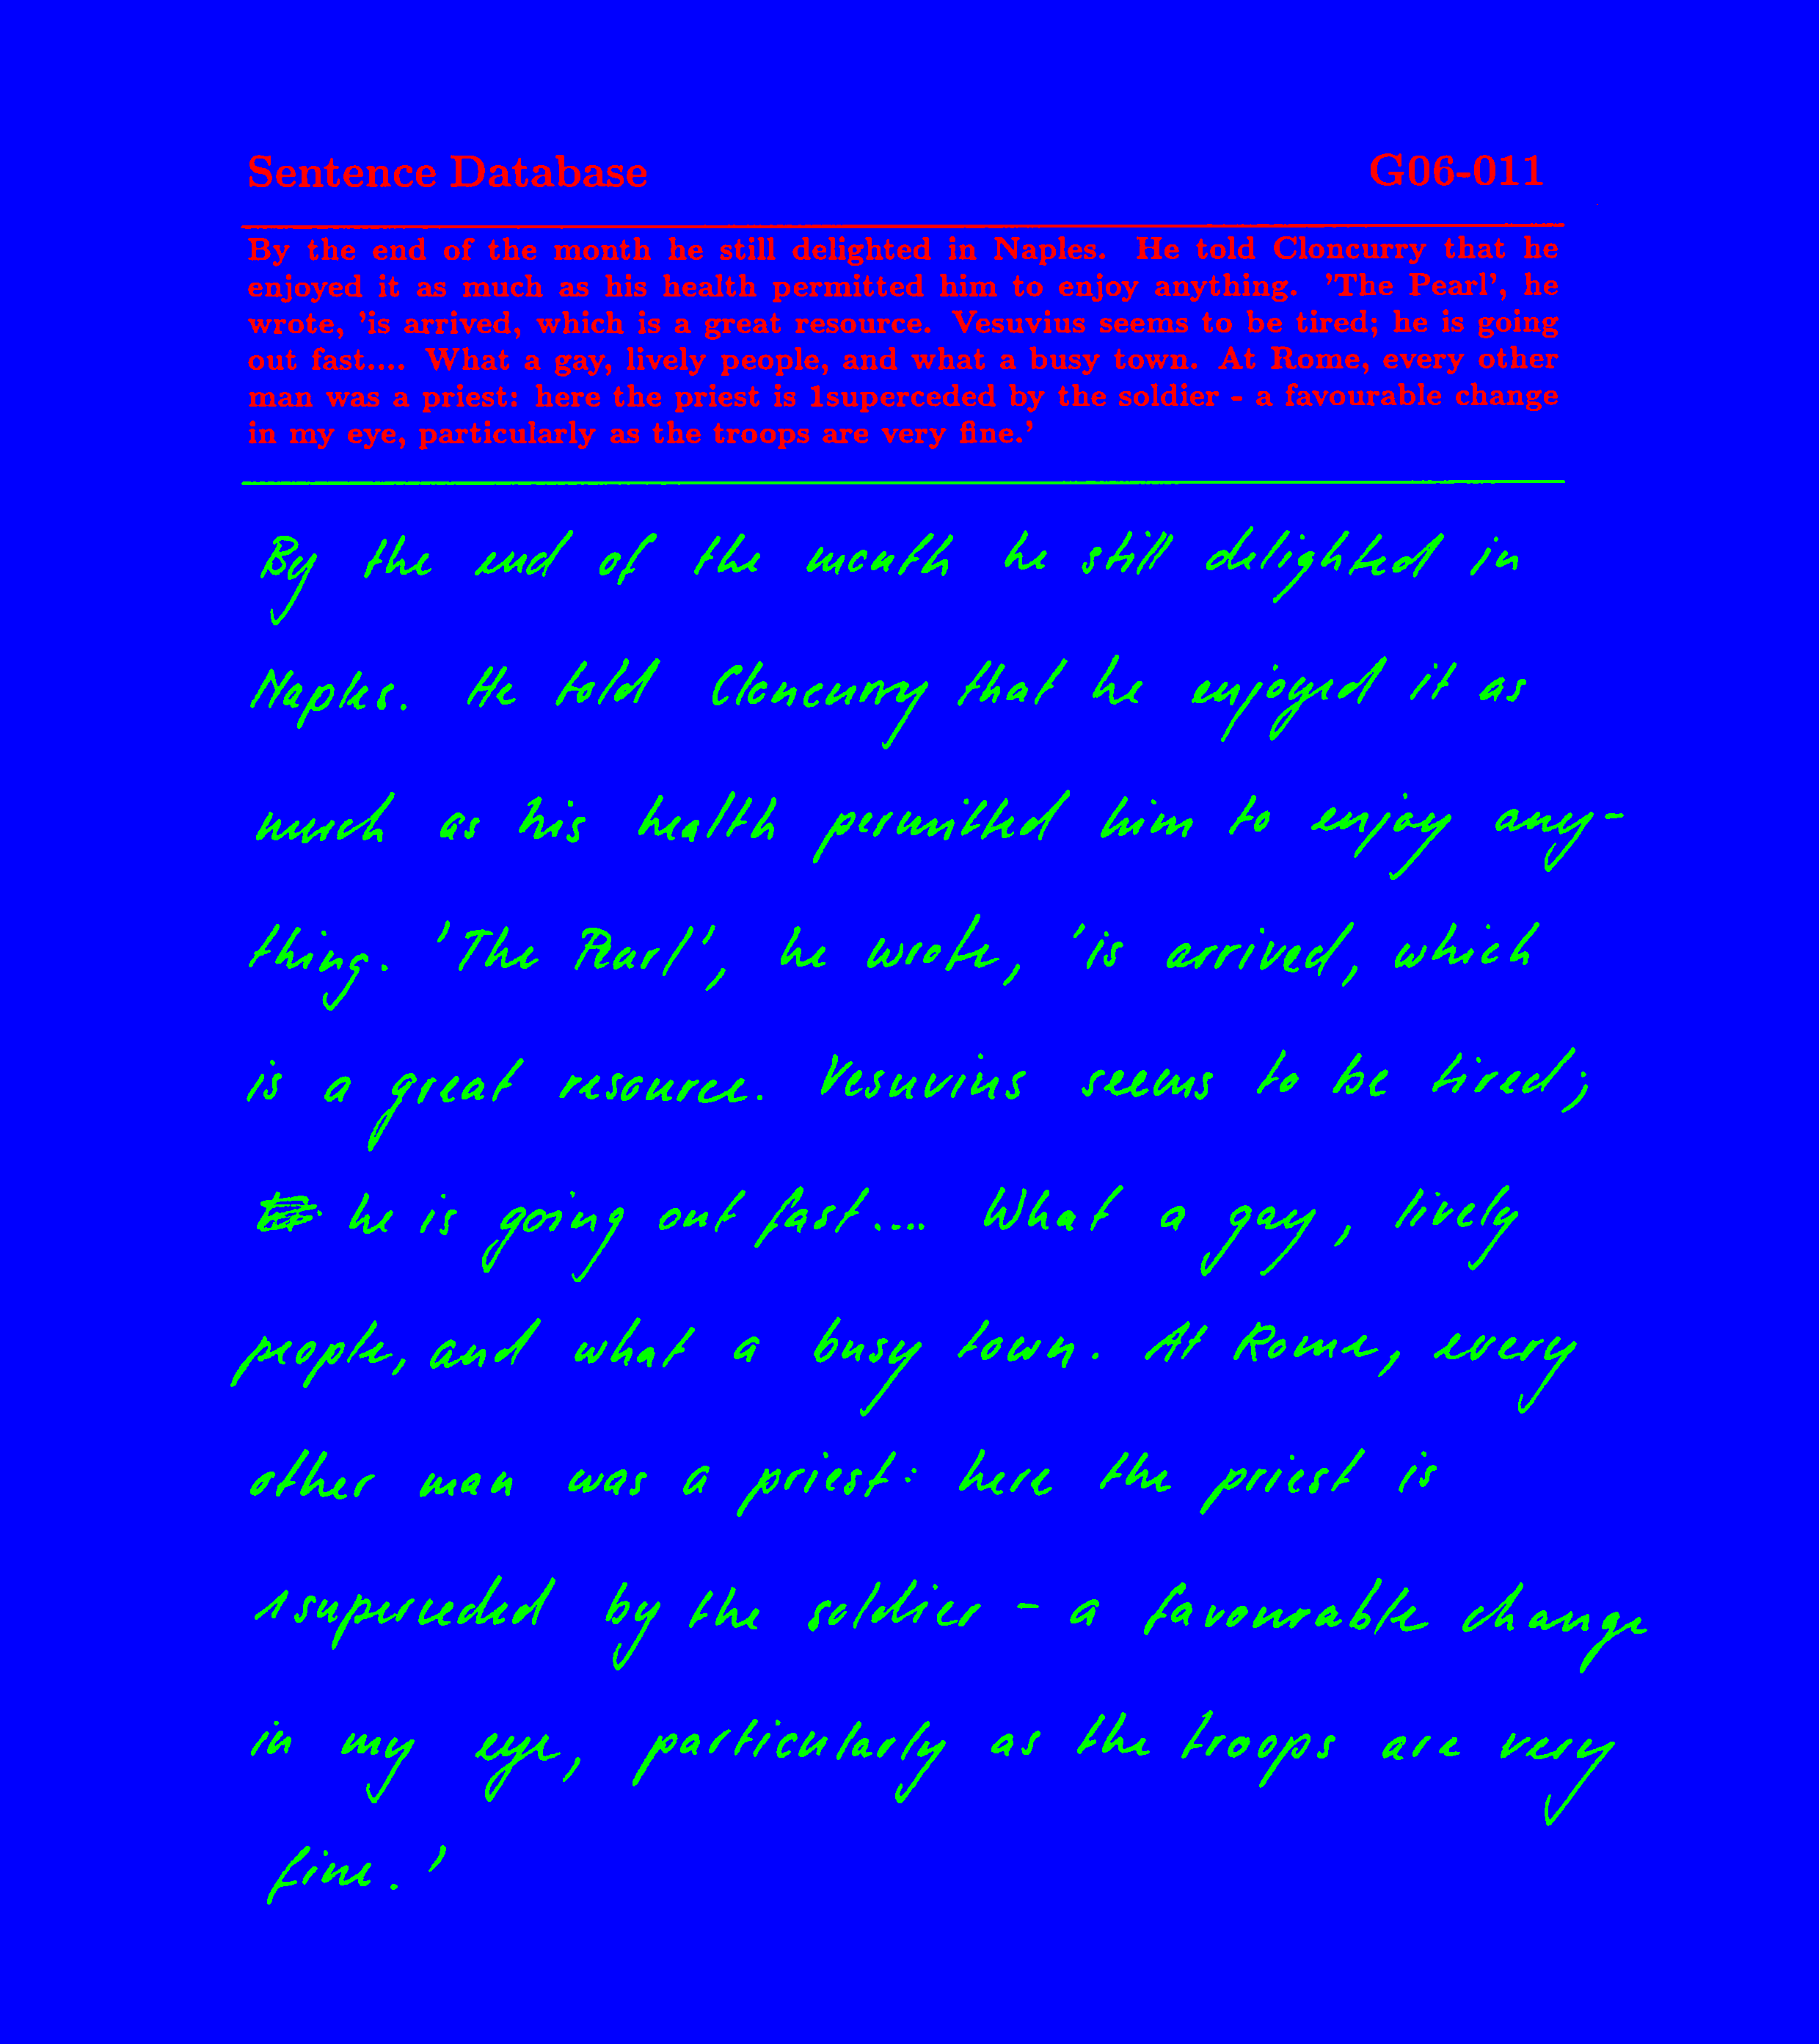 Sentence Database G06-011
By the end of the month he still delighted in Naples. He told Cloncurry that he
enjoyed it as much as his health permitted him to enjoy anything. 'The Pearl', he
wrote, 'is arrived, which is a great resource. Vesuvius seems to be tired; he is going
out fast.... What a gay, lively people, and what a busy town. At Rome, every other
man was a priest: here the priest is 1superceded by the soldier - a favourable change
in my eye, particularly as the troops are very fine.'
By the end of the month he still delighted in
Naples. He told Cloncurry that he enjoyed it as
much as his health permitted him to enjoy any-
thing. 'The Pearl', he wrote, 'is arrived, which
is a great resource. Vesuvius seems to be tired;
he is going out fast.... What a gay, lively
people, and what a busy town. At Rome, every
other man was a priest: here the priest is
1superceded by the soldier - a favourable change
in my eye, particularly as the troops are very
fine.'